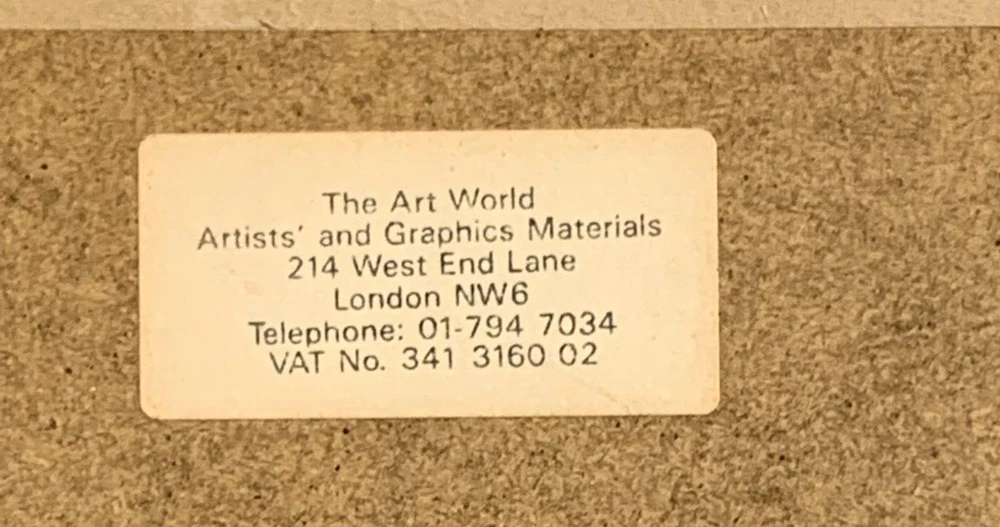 The Art World
Artists' and Graphics Materials
214 West End Lane
London NW6
Telephone: 01-794 7034
VAT No. 341 3160 02